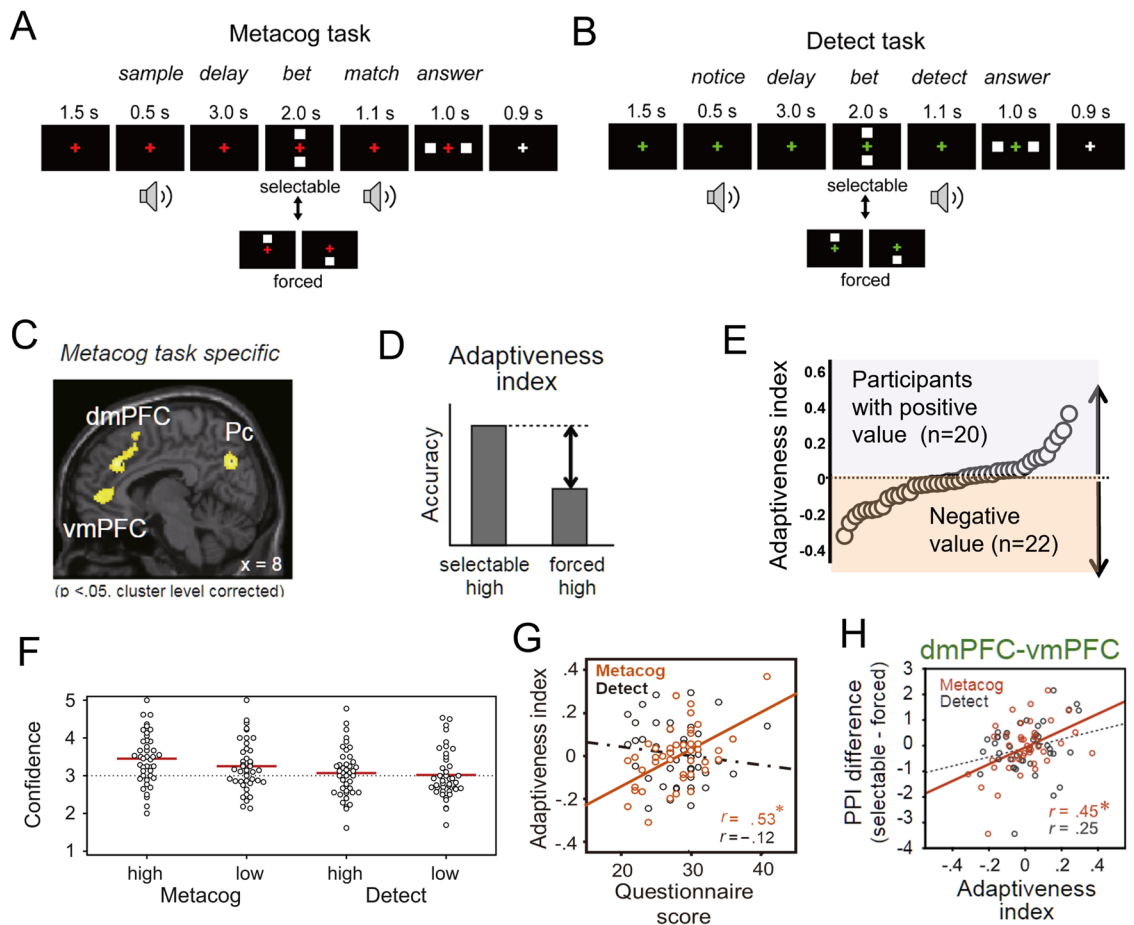 A
Metacog task
sample delay bet match answer
1.5 s 0.5 s 3.0 s 2.0 s 1.1 s 1.0 s 0.9 s
selectable
forced
B
Detect task
notice delay bet detect answer
1.5 s 0.5 s 3.0 s 2.0 s 1.1 s 1.0 s 0.9 s
selectable
forced
C
Metacog task specific
dmPFC
Pc
vmPFC
x = 8
(p <.05, cluster level corrected)
D
Adaptiveness
index
Accuracy
selectable forced
high high
E
Adaptiveness index
0.6
0.4
0.2
0
-0.2
-0.4
Participants
with positive
value (n=20)
Negative
value (n=22)
F
Confidence
5
4
3
2
1
high low high low
Metacog Detect
G
Adaptiveness index
.4
.2
0
-.2
-.4
Metacog
Detect
r = .53*
r = -.12
20 30 40
Questionnaire
score
H
dmPFC-vmPFC
PPI difference
(selectable - forced)
3
2
1
0
-1
-2
-3
-4
Metacog
Detect
r = .45*
r = .25
-.4 -.2 0 .2 .4
Adaptiveness
index